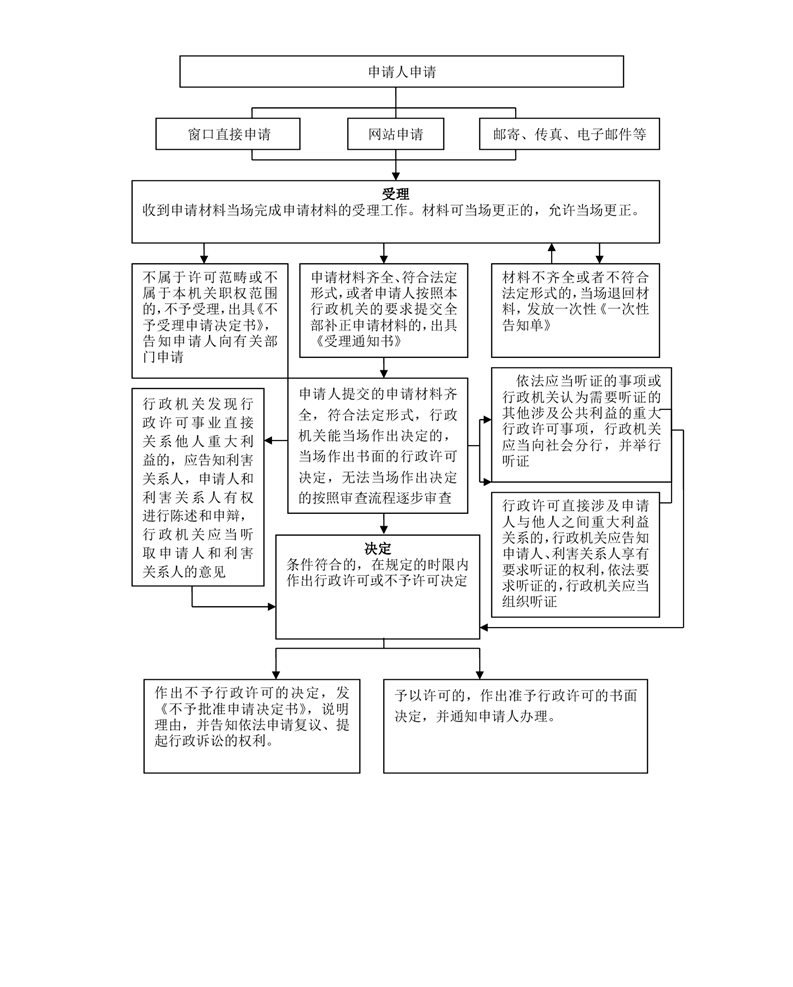 申请人申请
窗口直接申请
网站申请
邮寄、传真、电子邮件等
受理
收到申请材料当场完成申请材料的受理工作。材料可当场更正的，允许当场更正。
不属于许可范畴或不
属于本机关职权范围
的，不予受理，出具《不
予受理申请决定书》，
告知申请人向有关部
门申请
申请材料齐全、符合法定
形式，或者申请人按照本
行政机关的要求提交全
部补正申请材料的，出具
《受理通知书》
材料不齐全或者不符合
法定形式的，当场退回材
料，发放一次性《一次性
告知单》
行政机关发现行
政许可事业直接
关系他人重大利
益的，应告知利害
关系人，申请人和
利害关系人有权
进行陈述和申辩，
行政机关应当听
取申请人和利害
关系人的意见
申请人提交的申请材料齐
全，符合法定形式，行政
机关能当场作出决定的，
当场作出书面的行政许可
决定，无法当场作出决定
的按照审查流程逐步审查
依法应当听证的事项或
行政机关认为需要听证的
其他涉及公共利益的重大
行政许可事项，行政机关
应当向社会分行，并举行
听证
行政许可直接涉及申请
人与他人之间重大利益
关系的，行政机关应告知
申请人、利害关系人享有
要求听证的权利，依法要
求听证的，行政机关应当
组织听证
决定
条件符合的，在规定的时限内
作出行政许可或不予许可决定
作出不予行政许可的决定，发
《不予批准申请决定书》，说明
理由，并告知依法申请复议、提
起行政诉讼的权利。
予以许可的，作出准予行政许可的书面
决定，并通知申请人办理。